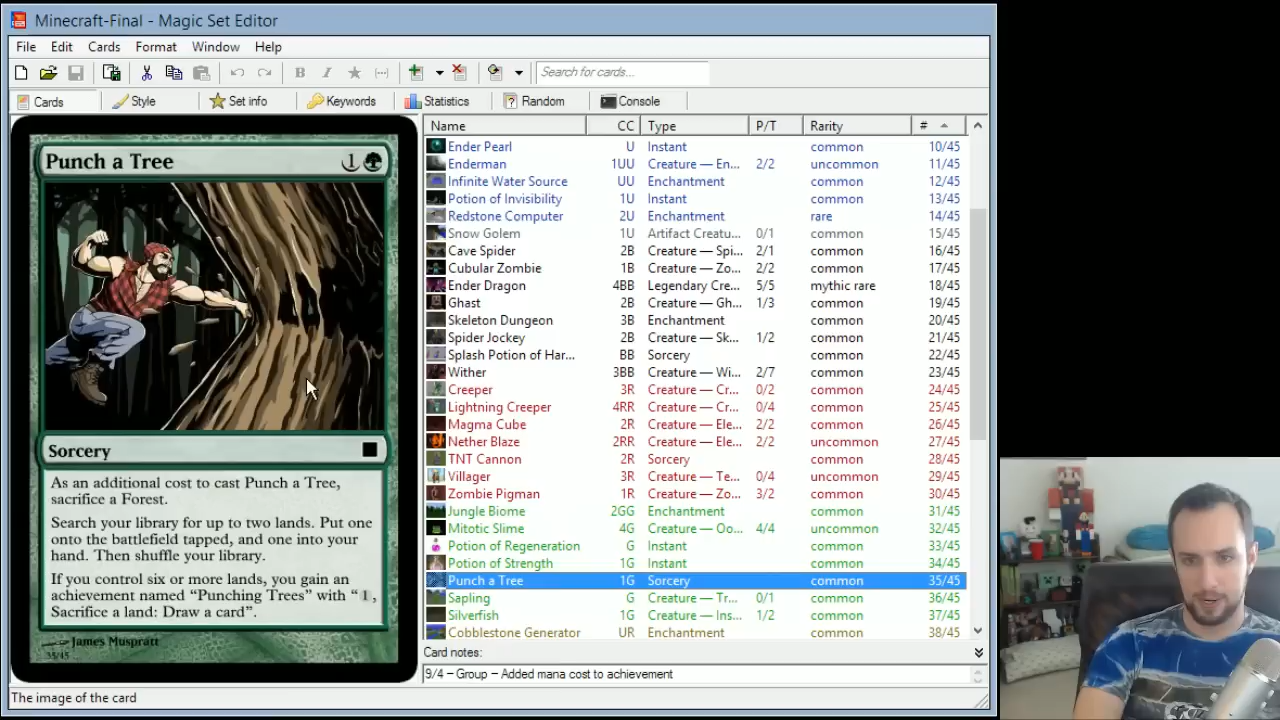 Minecraft-Final - Magic Set Editor
File Edit Cards Format Window Help
Search for cards...
Cards Style Set info Keywords Statistics Random Console
Punch a Tree 1
Sorcery
As an additional cost to cast Punch a Tree,
sacrifice a Forest.
Search your library for up to two lands. Put one
onto the battlefield tapped, and one into your
hand. Then shuffle your library.
If you control six or more lands, you gain an
achievement named “Punching Trees” with “1,
Sacrifice a land: Draw a card”.
James Muspratt
35/45
Name CC Type P/T Rarity #
Ender Pearl U Instant common 10/45
Enderman 1UU Creature — En... 2/2 uncommon 11/45
Infinite Water Source UU Enchantment common 12/45
Potion of Invisibility 1U Instant common 13/45
Redstone Computer 2U Enchantment rare 14/45
Snow Golem 1U Artifact Creatu... 0/1 common 15/45
Cave Spider 2B Creature — Spi... 2/1 common 16/45
Cubular Zombie 1B Creature — Zo... 2/2 common 17/45
Ender Dragon 4BB Legendary Cre... 5/5 mythic rare 18/45
Ghast 2B Creature — Gh... 1/3 common 19/45
Skeleton Dungeon 3B Enchantment common 20/45
Spider Jockey 2B Creature — Sk... 1/2 common 21/45
Splash Potion of Har... BB Sorcery common 22/45
Wither 3BB Creature — Wi... 2/7 common 23/45
Creeper 3R Creature — Cr... 0/2 common 24/45
Lightning Creeper 4RR Creature — Cr... 0/4 common 25/45
Magma Cube 2R Creature — Ele... 2/2 common 26/45
Nether Blaze 2RR Creature — Ele... 2/2 uncommon 27/45
TNT Cannon 2R Sorcery common 28/45
Villager 3R Creature — Te... 0/4 uncommon 29/45
Zombie Pigman 1R Creature — Zo... 3/2 common 30/45
Jungle Biome 2GG Enchantment common 31/45
Mitotic Slime 4G Creature — Oo... 4/4 uncommon 32/45
Potion of Regeneration G Instant common 33/45
Potion of Strength 1G Instant common 34/45
Punch a Tree 1G Sorcery common 35/45
Sapling G Creature — Tr... 0/1 common 36/45
Silverfish 1G Creature — Ins... 1/2 common 37/45
Cobblestone Generator UR Enchantment common 38/45
Card notes:
9/4 – Group – Added mana cost to achievement
The image of the card